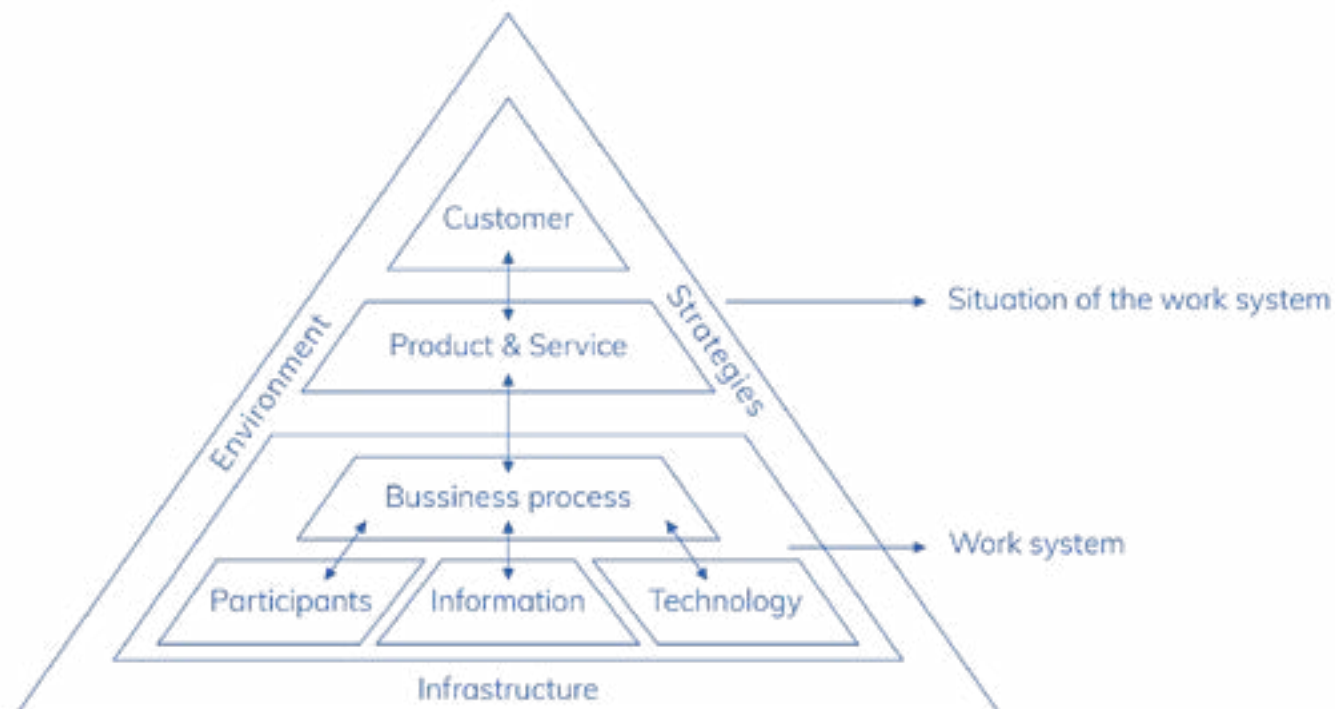 Customer
Situation of the work system
Strategies
Product & Service
Environment
Bussiness process
Work system
Participants
Information
Technology
Infrastructure